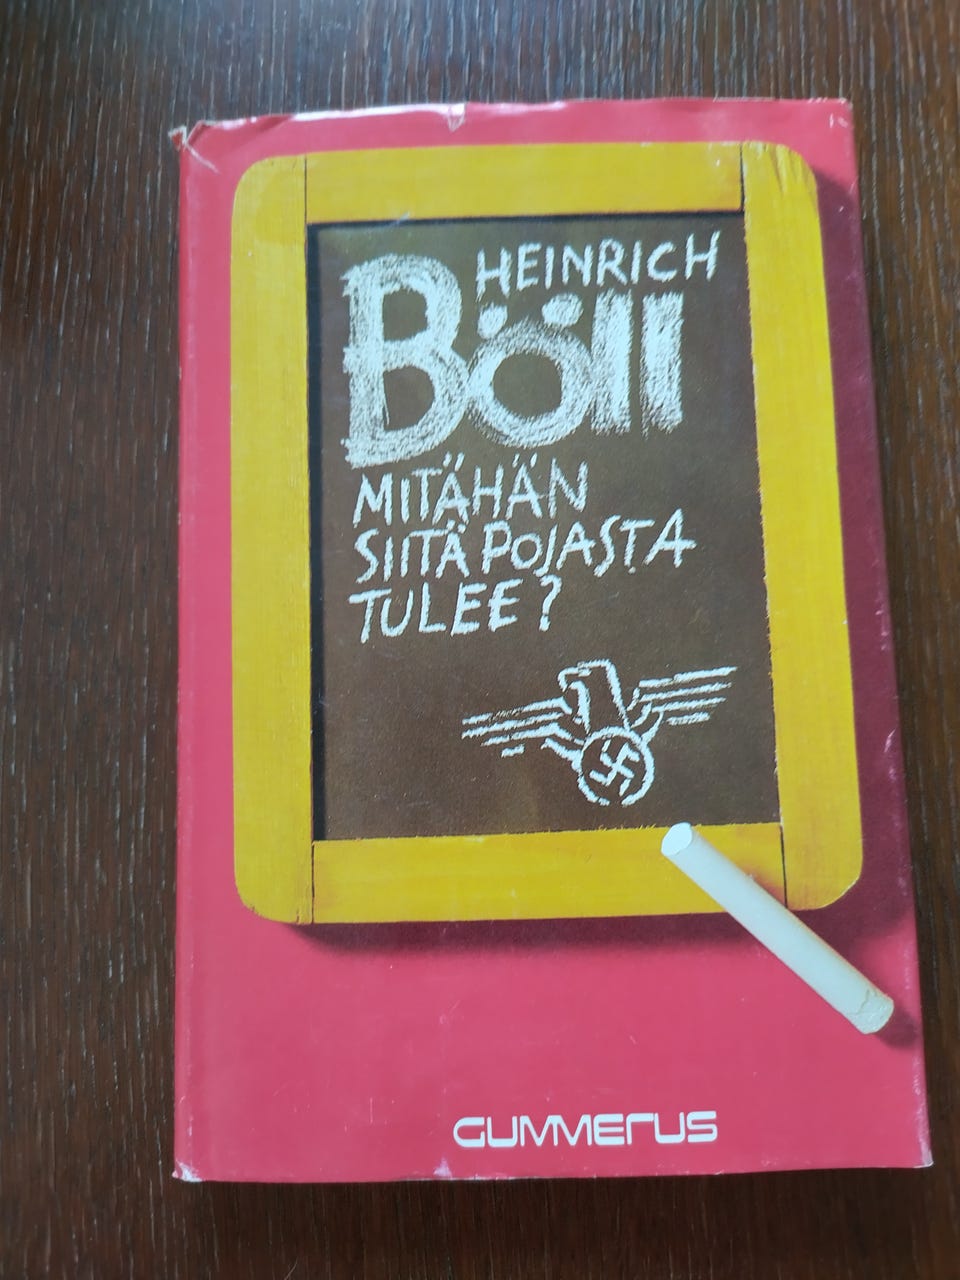 HEINRICH
Böll
MITÄHÄN
SIITÄ POJASTA
TULEE?
GUMMERUS